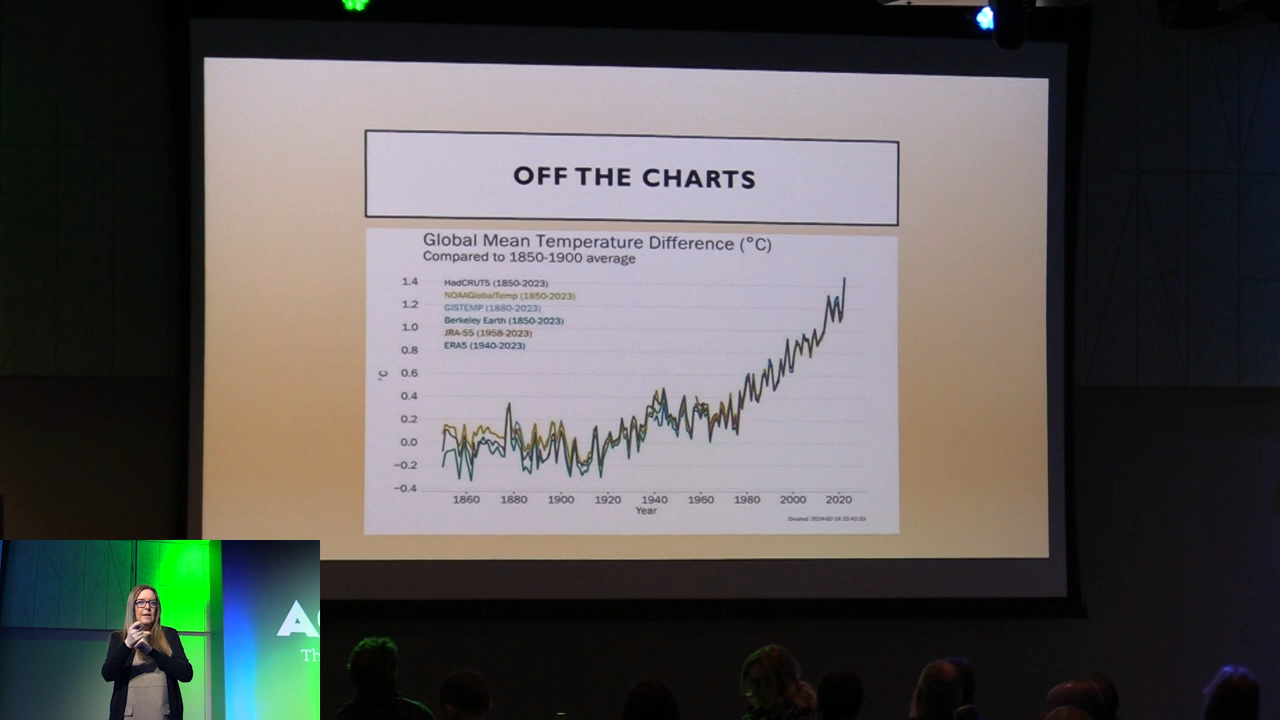 OFF THE CHARTS
Global Mean Temperature Difference (°C)
Compared to 1850-1900 average
HadCRUT5 (1850-2023)
NOAAGlobalTemp (1850-2023)
GISTEMP (1880-2023)
Berkeley Earth (1850-2023)
JRA-55 (1958-2023)
ERA5 (1940-2023)
1.4
1.2
1.0
0.8
0.6
0.4
0.2
0.0
−0.2
−0.4
°C
1860 1880 1900 1920 1940 1960 1980 2000 2020
Year
Th